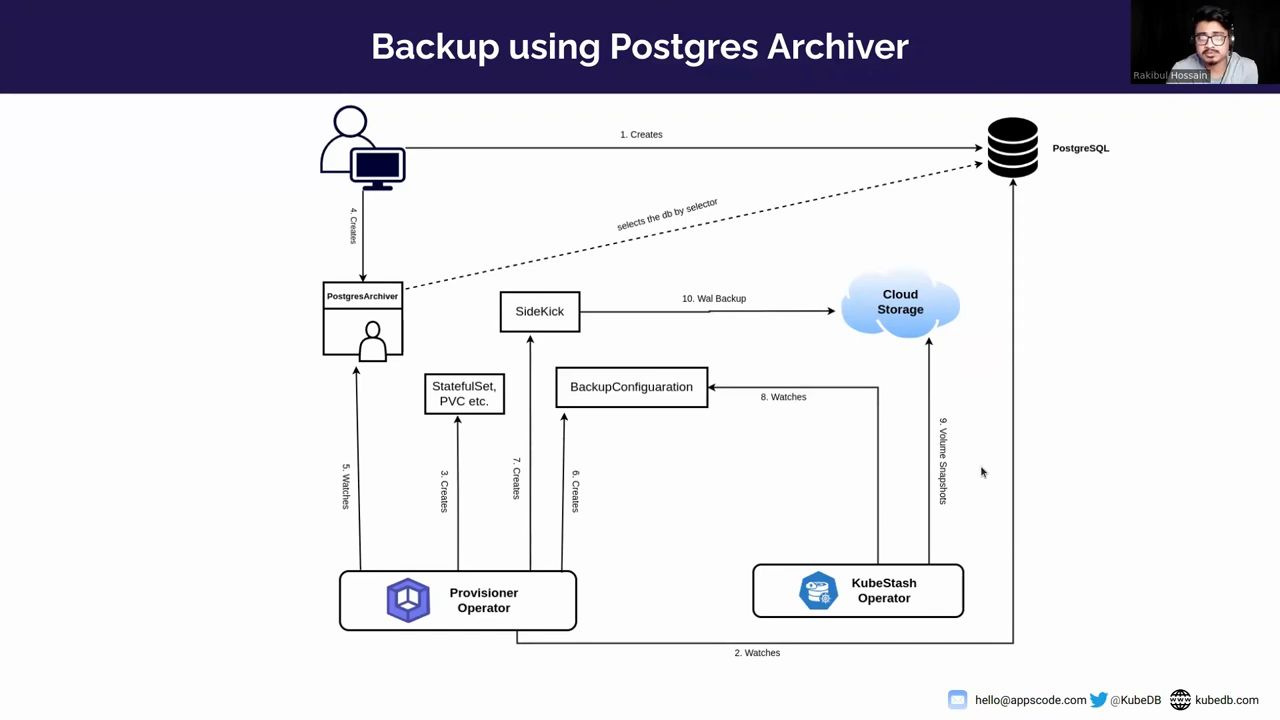 Backup using Postgres Archiver
Rakibul Hossain
1. Creates
PostgreSQL
selects the db by selector
4. Creates
PostgresArchiver
SideKick
10. Wal Backup
Cloud
Storage
StatefulSet,
PVC etc.
BackupConfiguaration
8. Watches
5. Watches
3. Creates
7. Creates
6. Creates
9. Volume Snapshots
Provisioner
Operator
KubeStash
Operator
2. Watches
hello@appscode.com
@KubeDB
kubedb.com